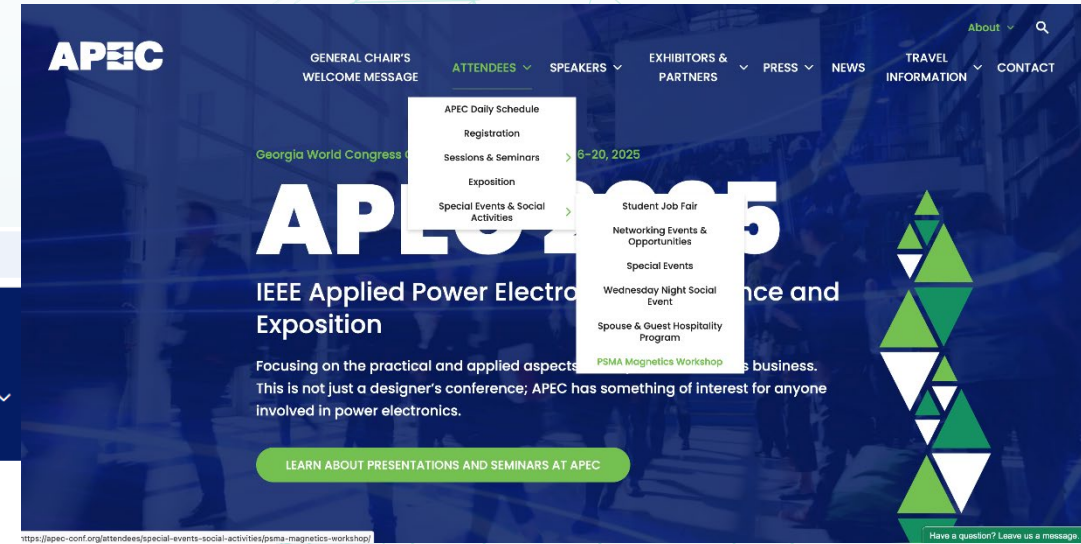 About
APEC
GENERAL CHAIR'S
WELCOME MESSAGE
ATTENDEES
SPEAKERS
EXHIBITORS &
PARTNERS
PRESS
NEWS
TRAVEL
INFORMATION
CONTACT
APEC Daily Schedule
Registration
Sessions & Seminars
Exposition
Special Events & Social
Activities
Student Job Fair
Networking Events &
Opportunities
Special Events
Wednesday Night Social
Event
Spouse & Guest Hospitality
Program
PSMA Magnetics Workshop
Georgia World Congress 6-20, 2025
IEEE Applied Power and
Exposition
Focusing on the practical and applied aspects business.
This is not just a designer's conference; APEC has something of interest for anyone
involved in power electronics.
LEARN ABOUT PRESENTATIONS AND SEMINARS AT APEC
https://apec-conf.org/attendees/special-events-social-activities/psma-magnetics-workshop/
Have a question? Leave us a message.